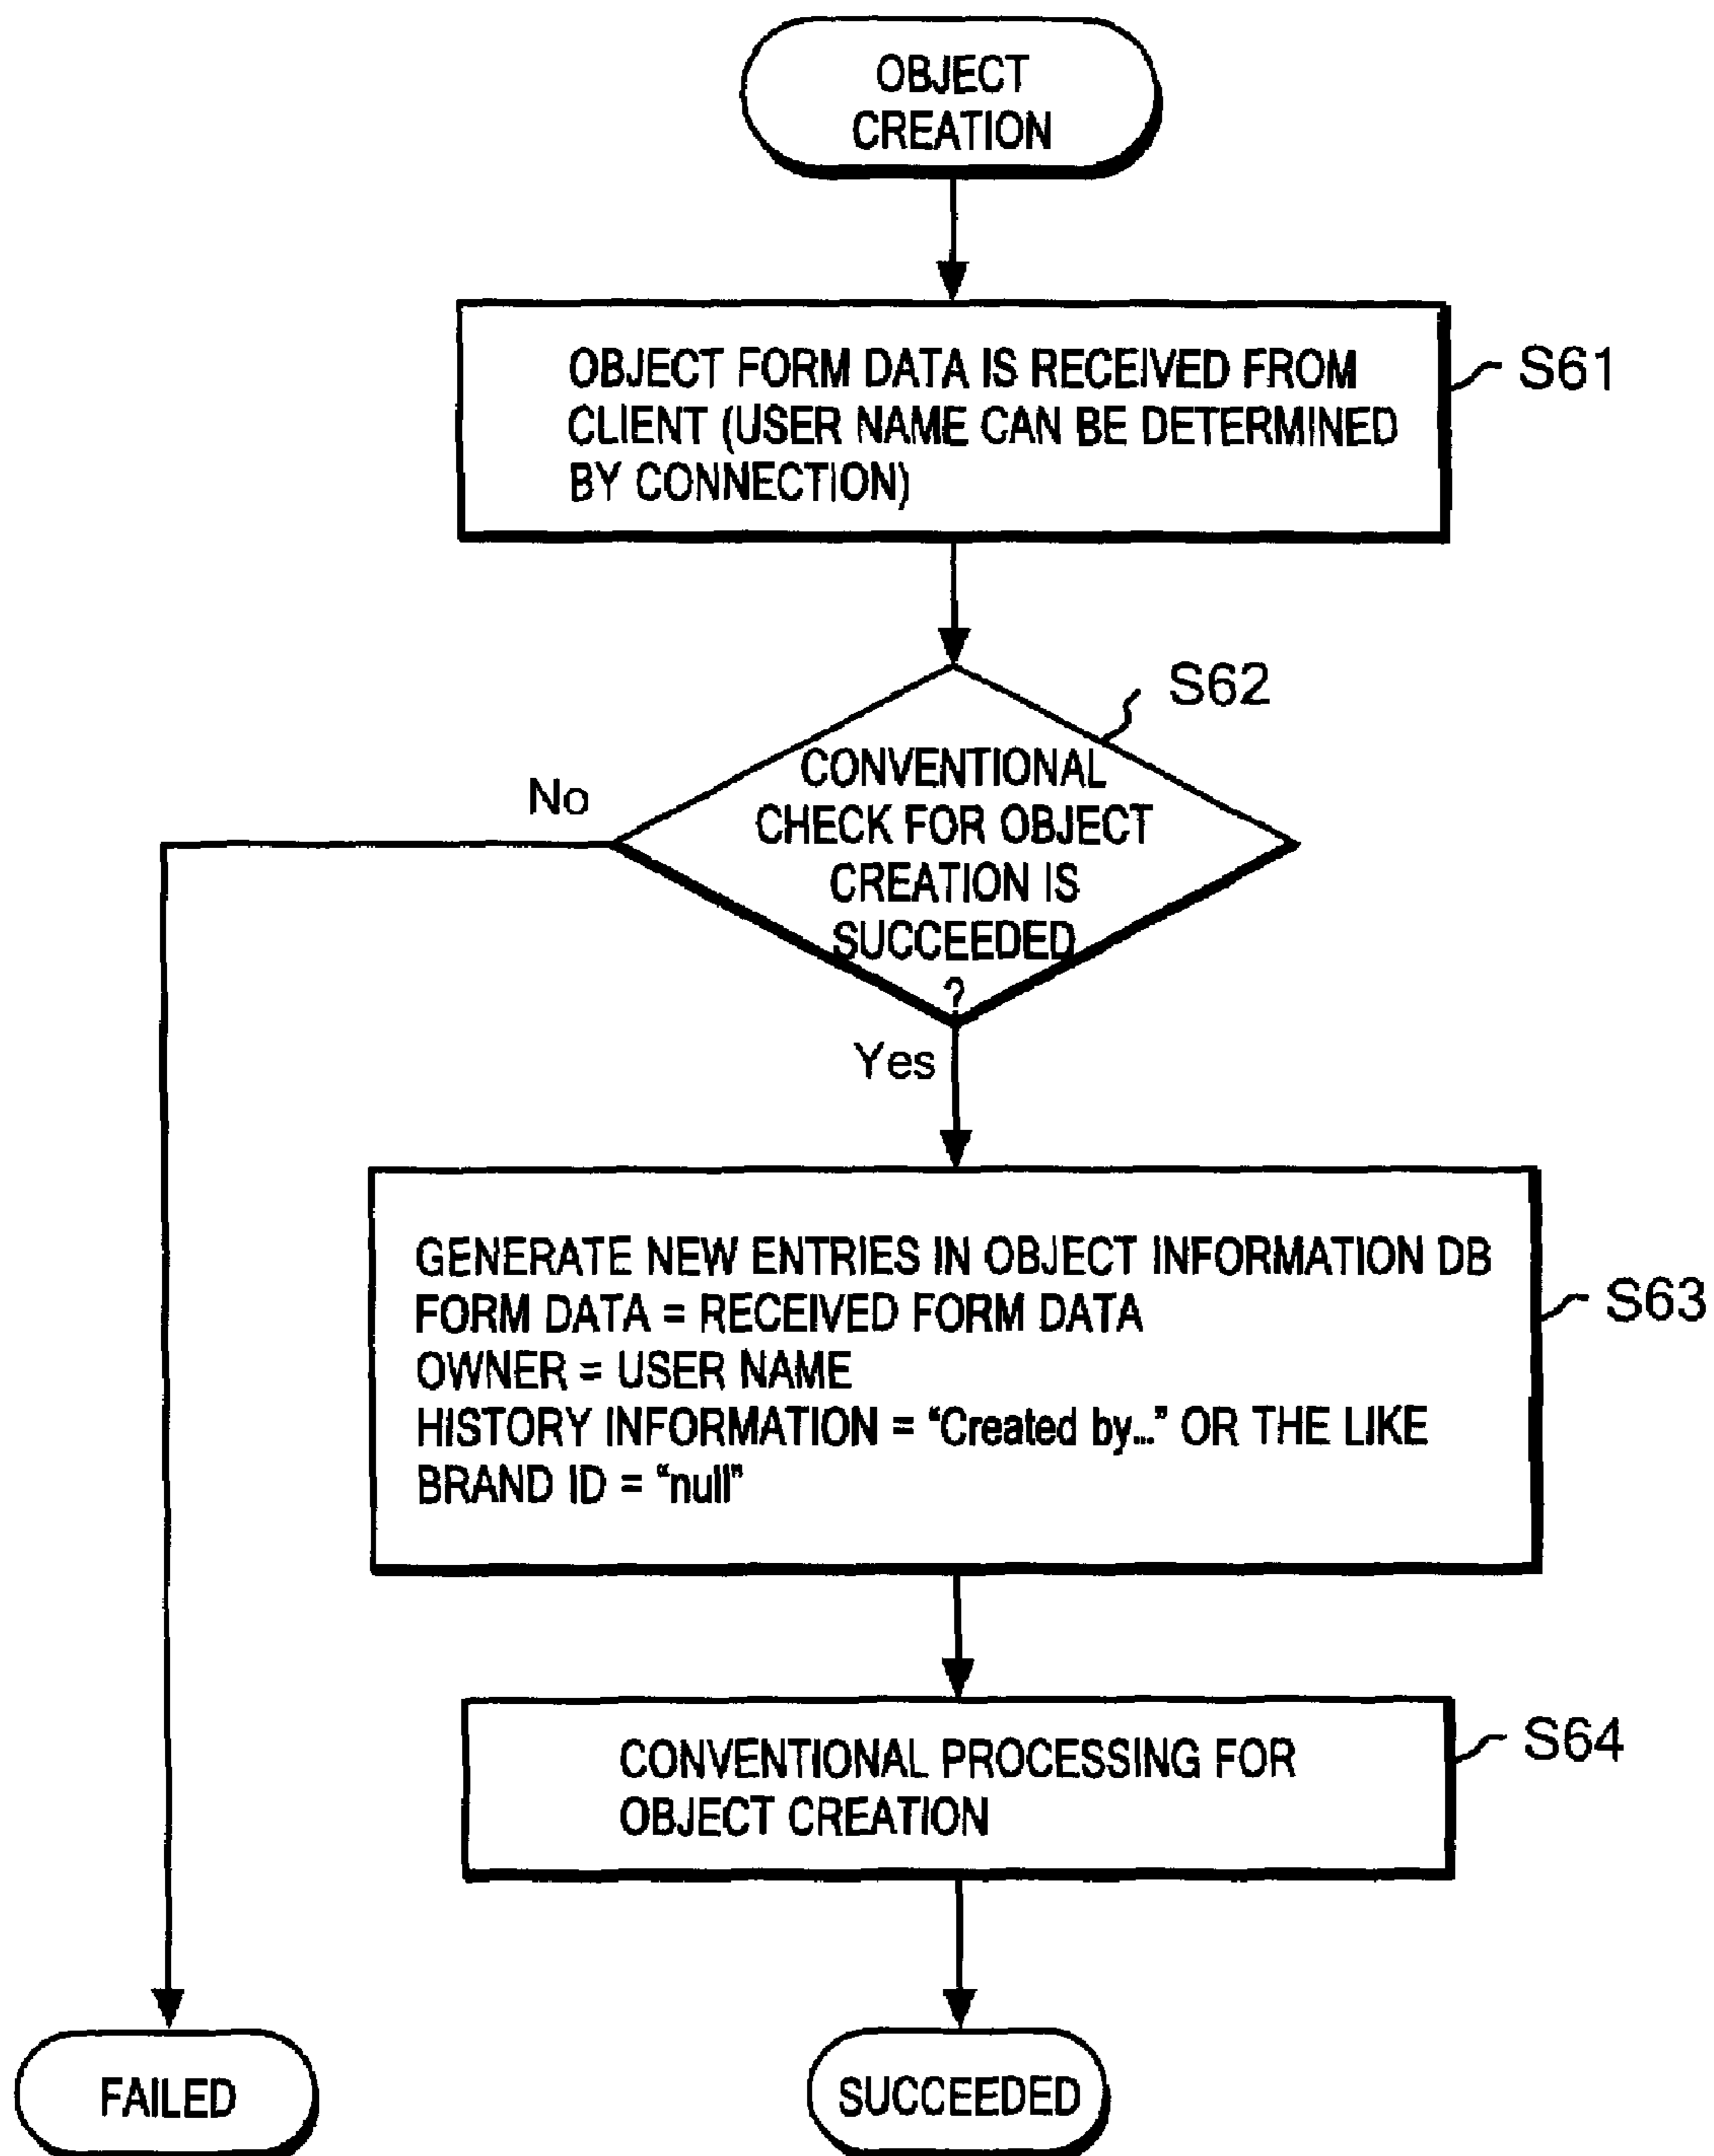 OBJECT
CREATION
OBJECT FORM DATA IS RECEIVED FROM
CLIENT (USER NAME CAN BE DETERMINED
BY CONNECTION)
S61
S62
CONVENTIONAL
CHECK FOR OBJECT
CREATION IS
SUCCEEDED
?
No
Yes
GENERATE NEW ENTRIES IN OBJECT INFORMATION DB
FORM DATA = RECEIVED FORM DATA
OWNER = USER NAME
HISTORY INFORMATION = “Created by...” OR THE LIKE
BRAND ID = “null”
S63
CONVENTIONAL PROCESSING FOR
OBJECT CREATION
S64
FAILED
SUCCEEDED